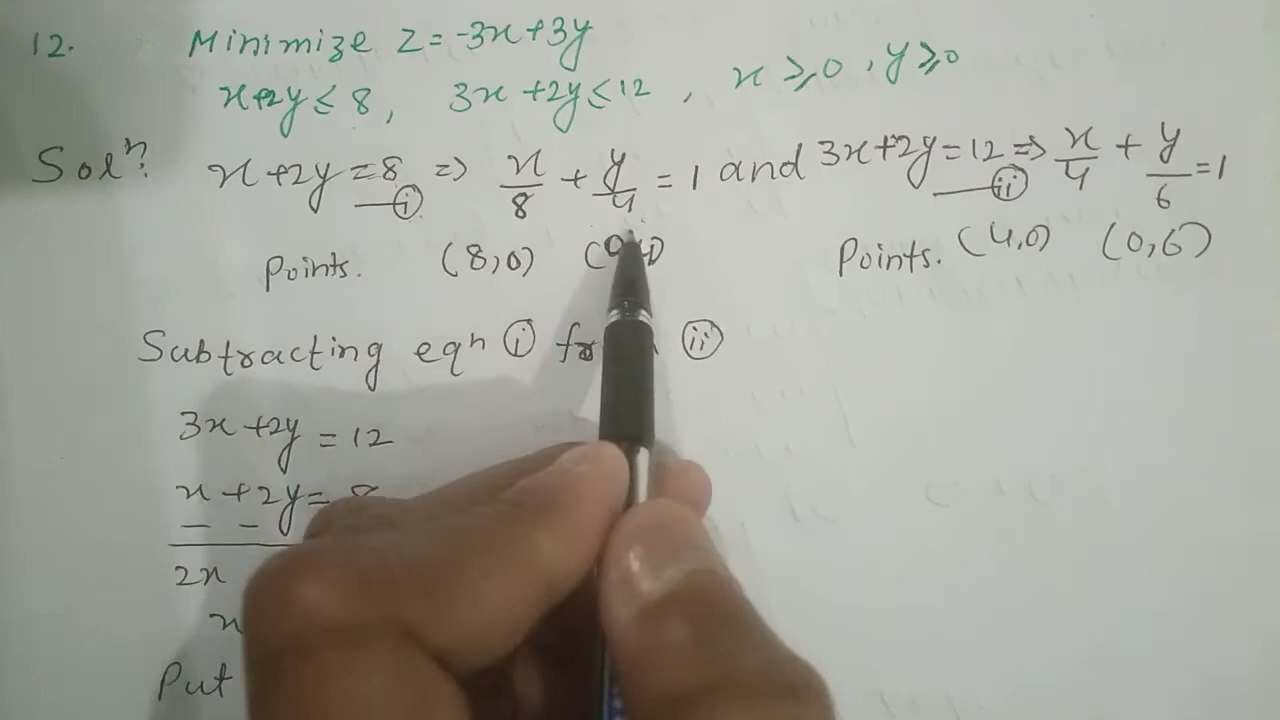 12. Minimize Z = -3x+3y
x+2y ≤ 8, 3x+2y ≤ 12, x ≥ 0, y ≥ 0
Solⁿ: x+2y = 8 —(i) ⇒ x/8 + y/4 = 1 and 3x+2y = 12 —(ii) ⇒ x/4 + y/6 = 1
Points. (8,0) Points. (4,0) (0,6)
Subtracting eqn (i) (ii)
3x+2y = 12
x+2y =
— —
2x
x
Put